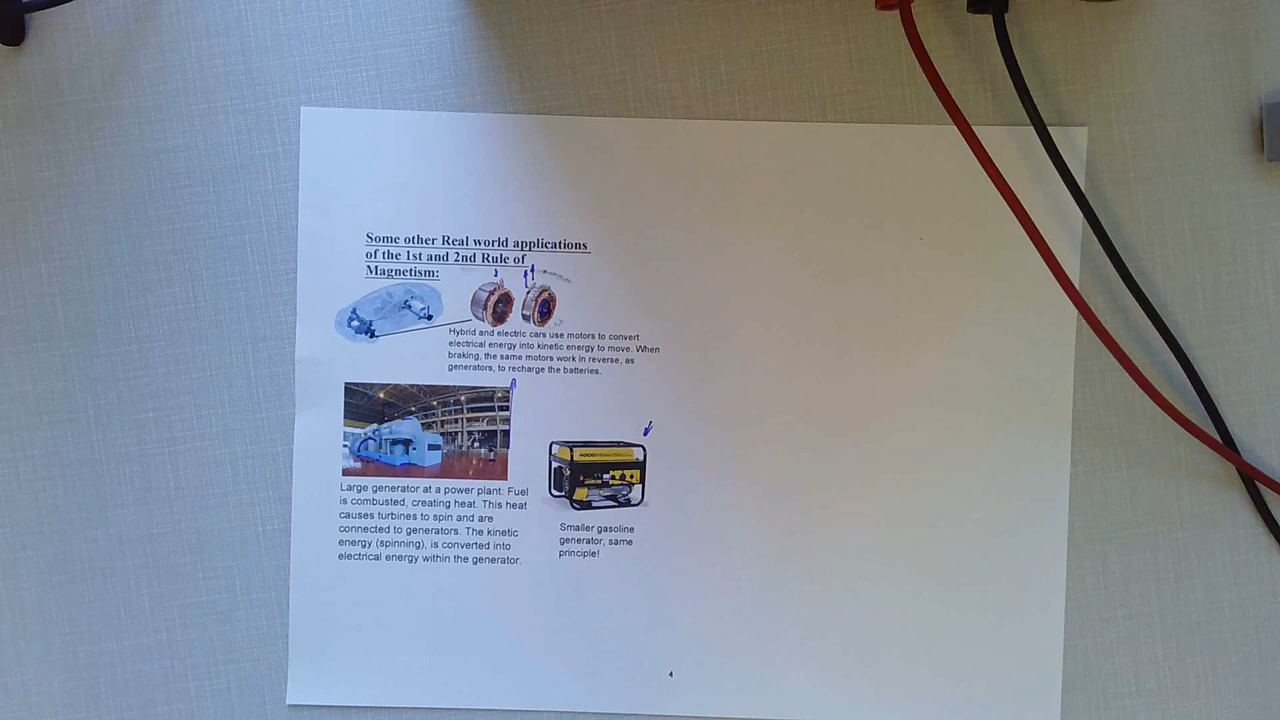 Some other Real world applications
of the 1st and 2nd Rule of
Magnetism:
Hybrid and electric cars use motors to convert
electrical energy into kinetic energy to move. When
braking, the same motors work in reverse, as
generators, to recharge the batteries.
Large generator at a power plant: Fuel
is combusted, creating heat. This heat
causes turbines to spin and are
connected to generators. The kinetic
energy (spinning), is converted into
electrical energy within the generator.
4000
Smaller gasoline
generator, same
principle!
4